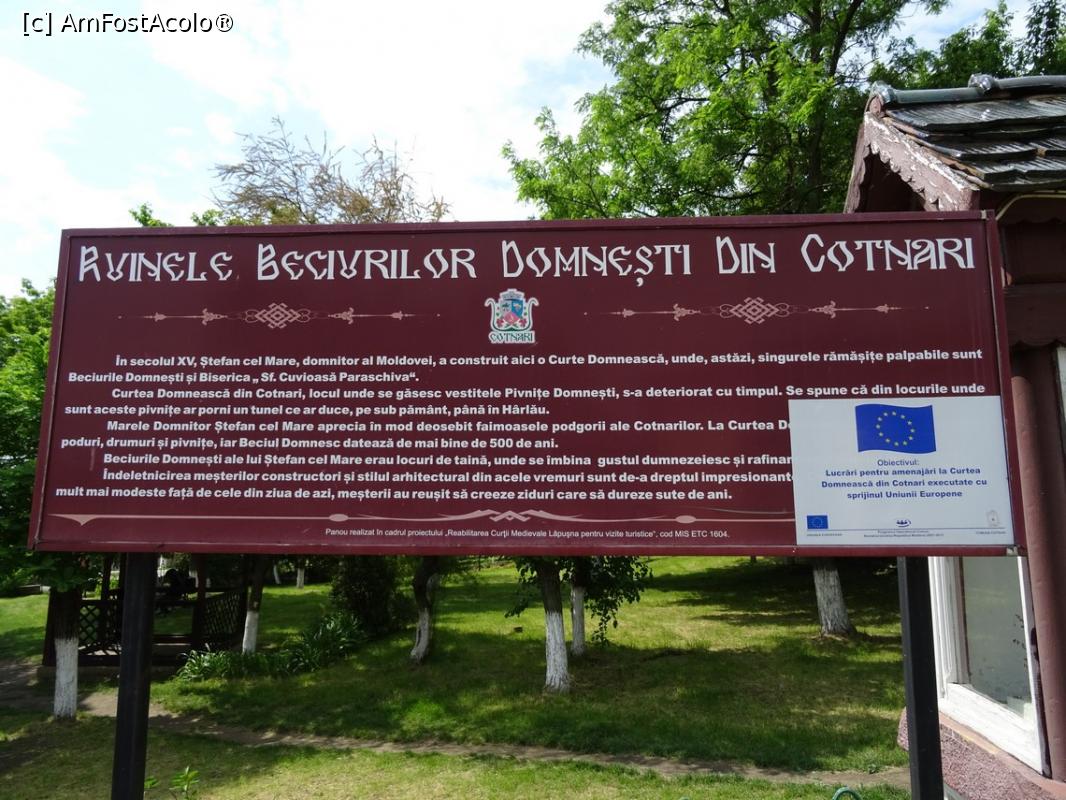 [c] AmFostAcolo®
Ruinele Beciurilor Domnești Din Cotnari
COTNARI
În secolul XV, Ștefan cel Mare, domnitor al Moldovei, a construit aici o Curte Domnească, unde, astăzi, singurele rămășițe palpabile sunt
Beciurile Domnești și Biserica „ Sf. Cuvioasă Paraschiva“.
Curtea Domnească din Cotnari, locul unde se găsesc vestitele Pivnițe Domnești, s-a deteriorat cu timpul. Se spune că din locurile unde
sunt aceste pivnițe ar porni un tunel ce ar duce, pe sub pământ, până în Hârlău.
Marele Domnitor Ștefan cel Mare aprecia în mod deosebit faimoasele podgorii ale Cotnarilor. La Curtea
poduri, drumuri și pivnițe, iar Beciul Domnesc datează de mai bine de 500 de ani.
Beciurile Domnești ale lui Ștefan cel Mare erau locuri de taină, unde se îmbina gustul dumnezeiesc și
Îndeletnicirea meșterilor constructori și stilul arhitectural din acele vremuri sunt de-a dreptul
mult mai modeste față de cele din ziua de azi, meșterii au reușit să creeze ziduri care să dureze sute de ani.
Panou realizat în cadrul proiectului „Reabilitarea Curții Medievale Lăpușna pentru vizite turistice“, cod MIS ETC 1604.
Obiectivul:
Lucrări pentru amenajări la Curtea
Domnească din Cotnari executate cu
sprijinul Uniunii Europene